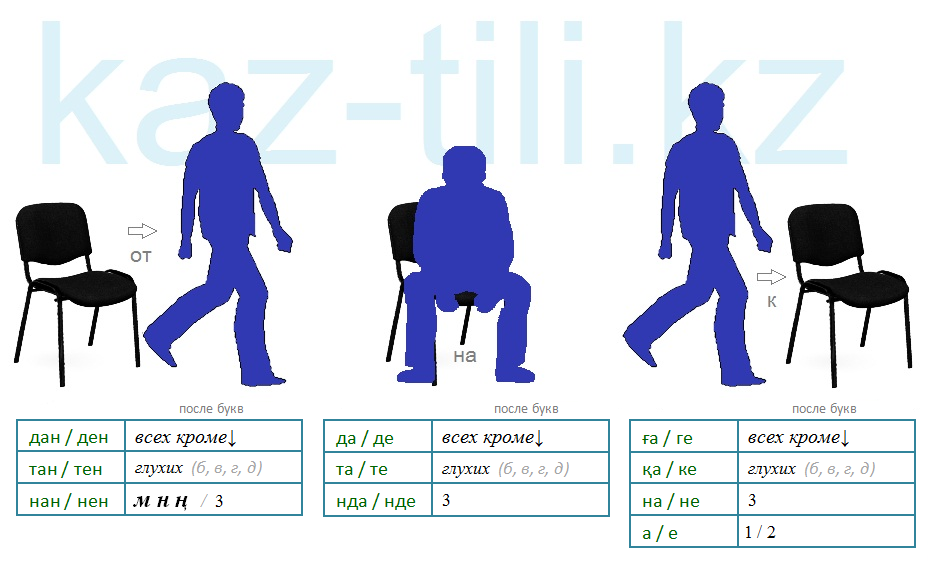 kaz-tili.kz
от
на
к
после букв
дан / ден всех кроме↓
тан / тен глухих (б, в, г, д)
нан / нен м н ң / 3
после букв
да / де всех кроме↓
та / те глухих (б, в, г, д)
нда / нде 3
после букв
ға / ге всех кроме↓
қа / ке глухих (б, в, г, д)
на / не 3
а / е 1 / 2